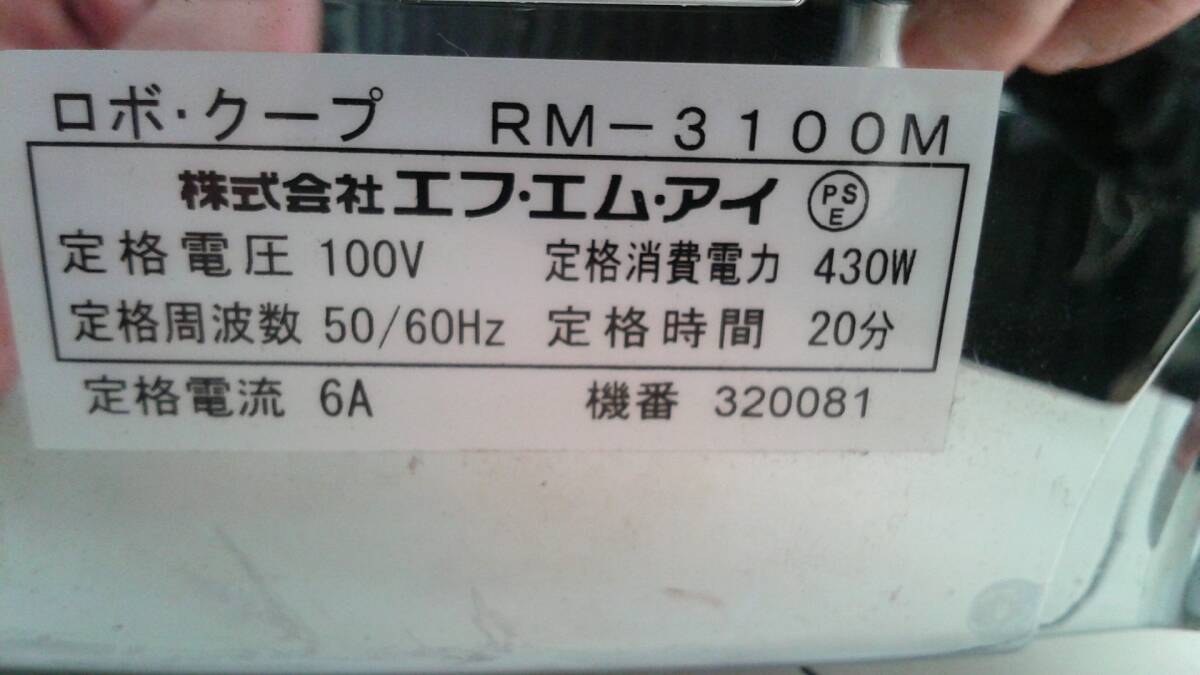 ロボ・クープ RM－3100M
株式会社エフ・エム・アイ PSE
定格電圧 100V 定格消費電力 430W
定格周波数 50/60Hz 定格時間 20分
定格電流 6A 機番 320081